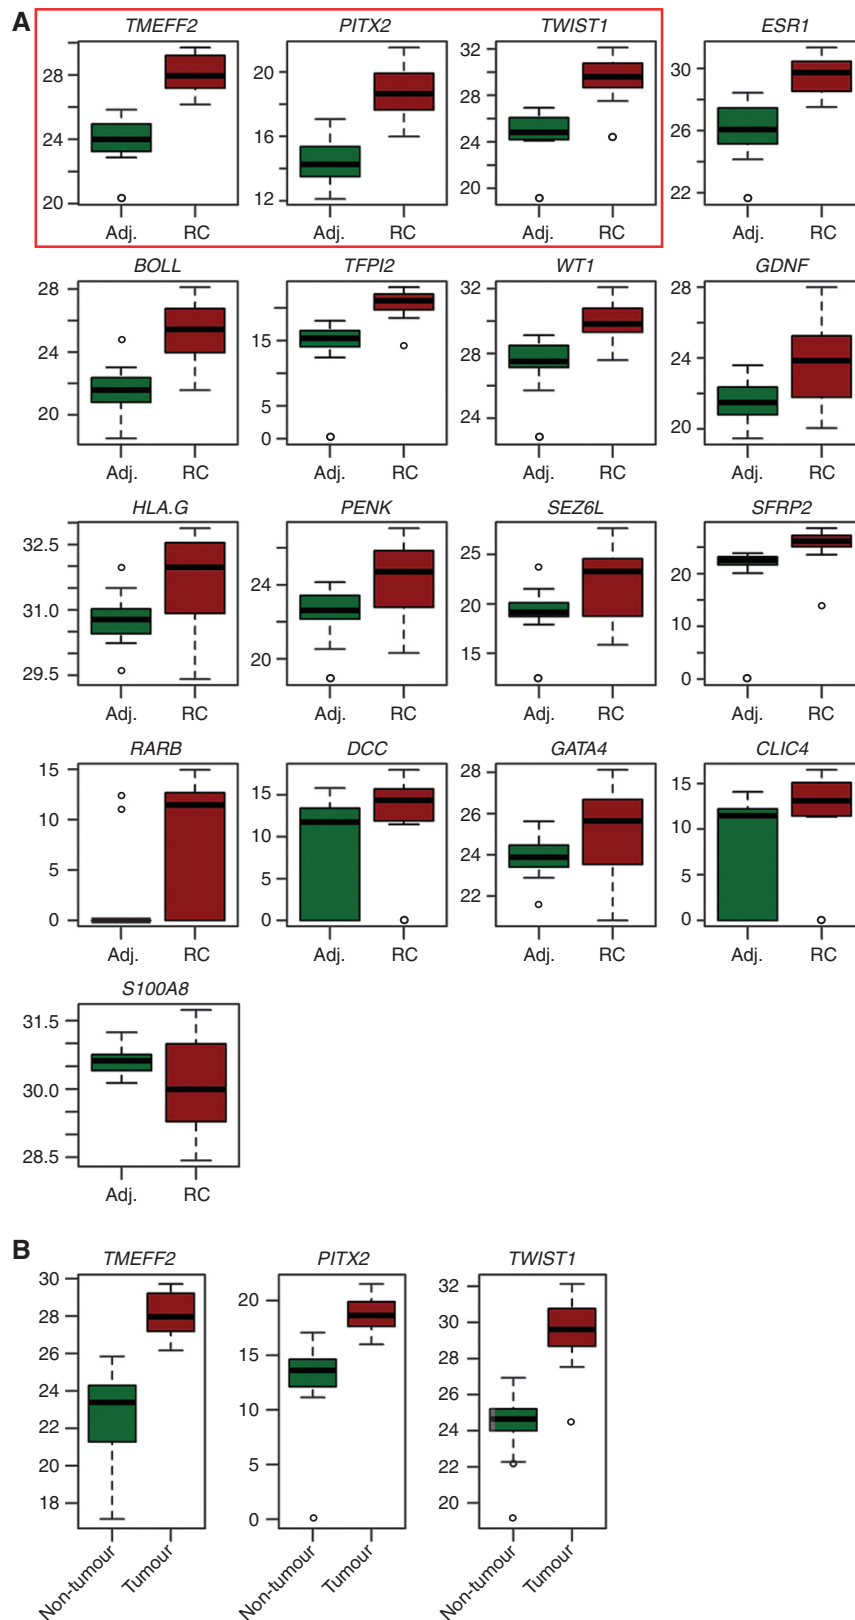 A
TMEFF2 PITX2 TWIST1 ESR1
28 24 20
20 16 12
32 28 24 20
30 26 22
Adj. RC Adj. RC Adj. RC Adj. RC
BOLL TFPI2 WT1 GDNF
28 24 20
15 5 0
32 28 24
28 24 20
Adj. RC Adj. RC Adj. RC Adj. RC
HLA.G PENK SEZ6L SFRP2
32.5 31.0 29.5
24 20
25 20 15
20 10 0
Adj. RC Adj. RC Adj. RC Adj. RC
RARB DCC GATA4 CLIC4
15 10 5 0
15 10 5 0
28 26 24 22
15 10 5 0
Adj. RC Adj. RC Adj. RC Adj. RC
S100A8
31.5 30.0 28.5
Adj. RC
B
TMEFF2 PITX2 TWIST1
30 28 26 24 22 20 18
20 15 10 5 0
32 30 28 26 24 22 20
Non-tumour Tumour Non-tumour Tumour Non-tumour Tumour